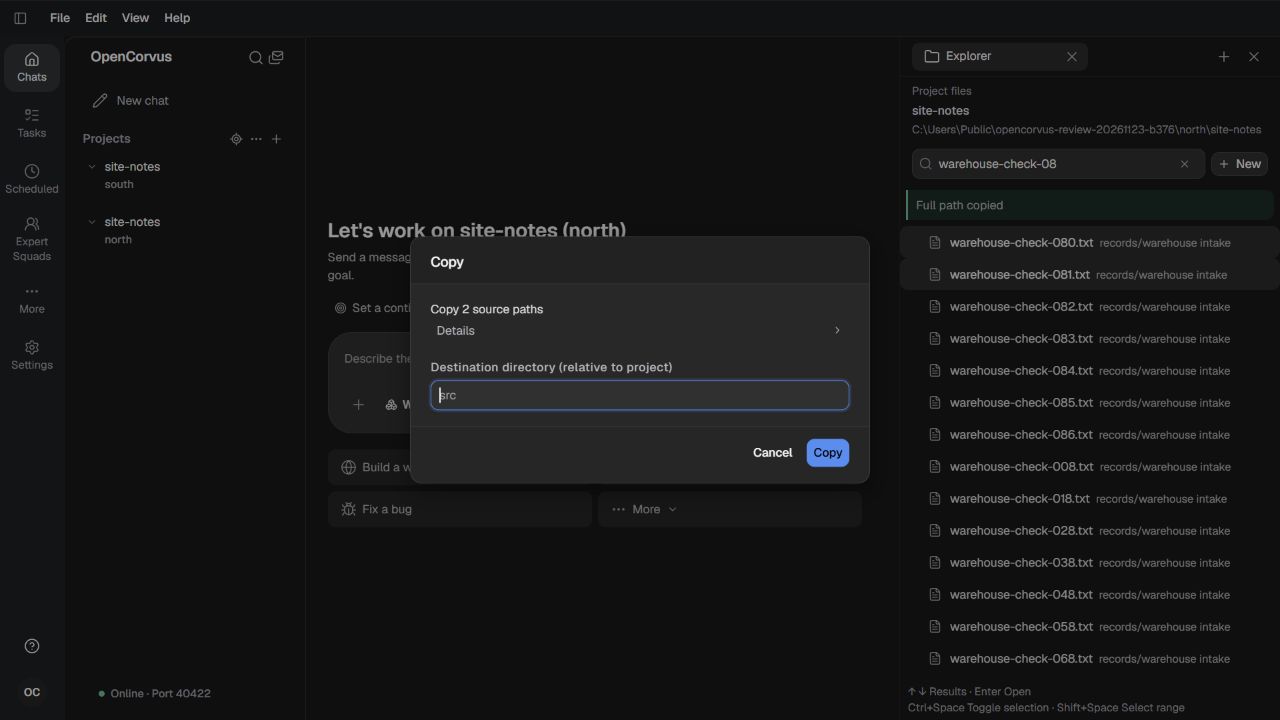 File Edit View Help
Chats
Tasks
Scheduled
Expert
Squads
More
Settings
OC
OpenCorvus
New chat
Projects
site-notes
south
site-notes
north
Online · Port 40422
Let's work on site-notes (north)
Send a messag
goal.
Set a conti
Describe the
W
Build a w
Fix a bug
More
Copy
Copy 2 source paths
Details
Destination directory (relative to project)
src
Cancel Copy
Explorer
Project files
site-notes
C:\Users\Public\opencorvus-review-20261123-b376\north\site-notes
warehouse-check-08
New
Full path copied
warehouse-check-080.txt records/warehouse intake
warehouse-check-081.txt records/warehouse intake
warehouse-check-082.txt records/warehouse intake
warehouse-check-083.txt records/warehouse intake
warehouse-check-084.txt records/warehouse intake
warehouse-check-085.txt records/warehouse intake
warehouse-check-086.txt records/warehouse intake
warehouse-check-008.txt records/warehouse intake
warehouse-check-018.txt records/warehouse intake
warehouse-check-028.txt records/warehouse intake
warehouse-check-038.txt records/warehouse intake
warehouse-check-048.txt records/warehouse intake
warehouse-check-058.txt records/warehouse intake
warehouse-check-068.txt records/warehouse intake
↑↓ Results · Enter Open
Ctrl+Space Toggle selection · Shift+Space Select range